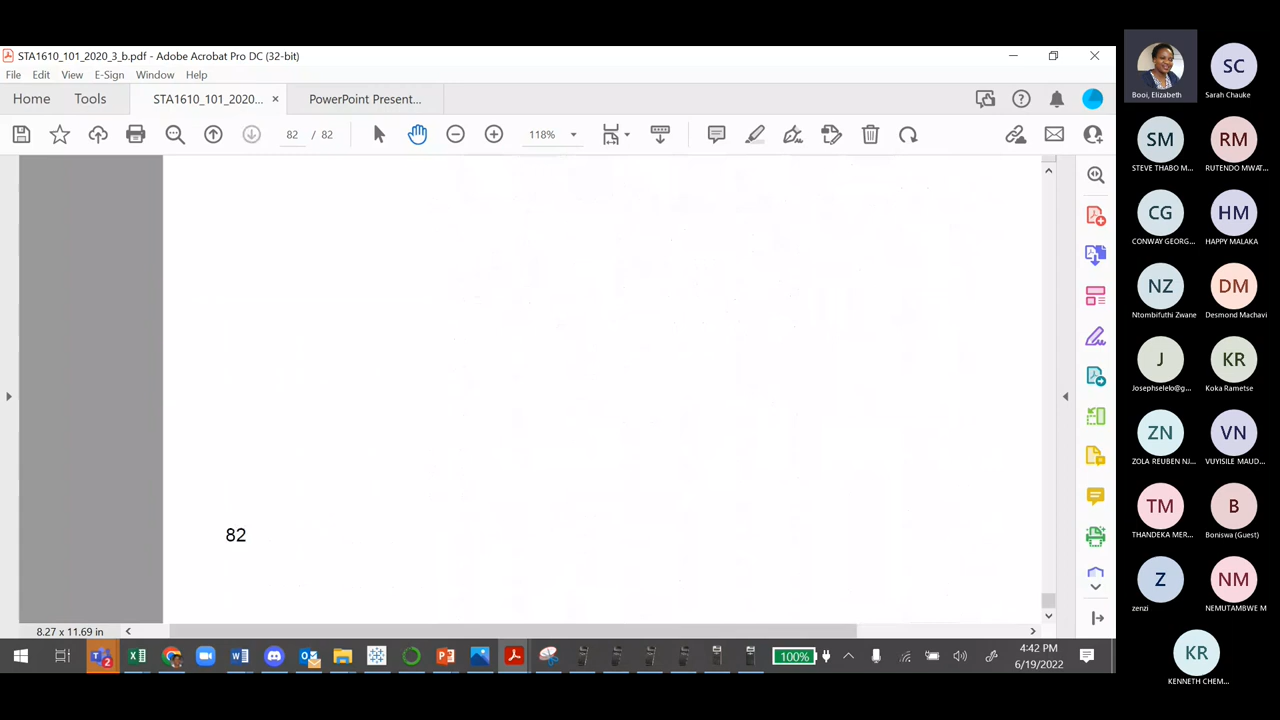 STA1610_101_2020_3_b.pdf - Adobe Acrobat Pro DC (32-bit)
File Edit View E-Sign Window Help
Home Tools STA1610_101_2020... × PowerPoint Present...
82 / 82 118%
82
8.27 x 11.69 in
2
100%
4:42 PM
6/19/2022
Booi, Elizabeth
SC
Sarah Chauke
SM
STEVE THABO M...
RM
RUTENDO MWAT...
CG
CONWAY GEORG...
HM
HAPPY MALAKA
NZ
Ntombifuthi Zwane
DM
Desmond Machavi
J
Josephselelo@g...
KR
Koka Rametse
ZN
ZOLA REUBEN NJ...
VN
VUYISILE MAUD...
TM
THANDEKA MER...
B
Boniswa (Guest)
Z
zenzi
NM
NEMUTAMBWE M
KR
KENNETH CHEM...